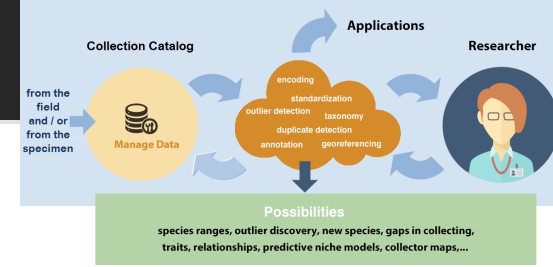 Applications
Collection Catalog
Researcher
from the
field
and / or
from the
specimen
Manage Data
encoding
standardization
outlier detection
taxonomy
duplicate detection
annotation
georeferencing
Possibilities
species ranges, outlier discovery, new species, gaps in collecting,
traits, relationships, predictive niche models, collector maps,...